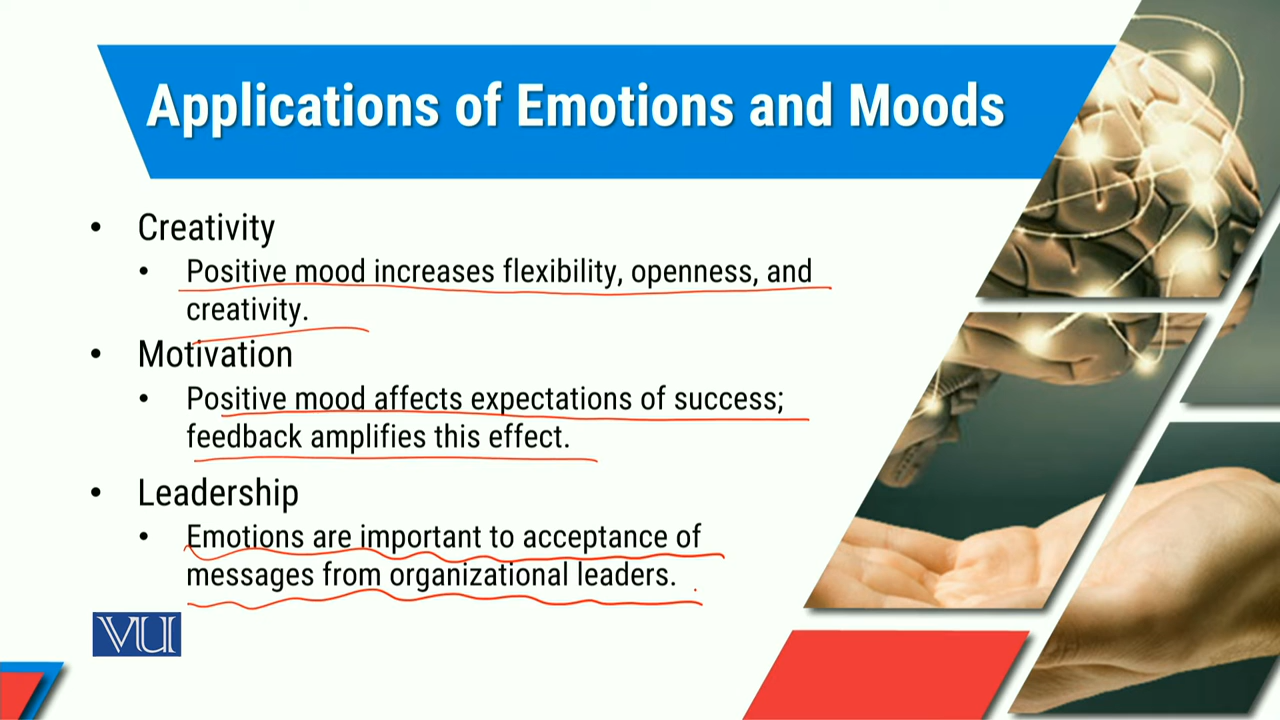 Applications of Emotions and Moods
• Creativity
• Positive mood increases flexibility, openness, and
creativity.
• Motivation
• Positive mood affects expectations of success;
feedback amplifies this effect.
• Leadership
• Emotions are important to acceptance of
messages from organizational leaders.
VU